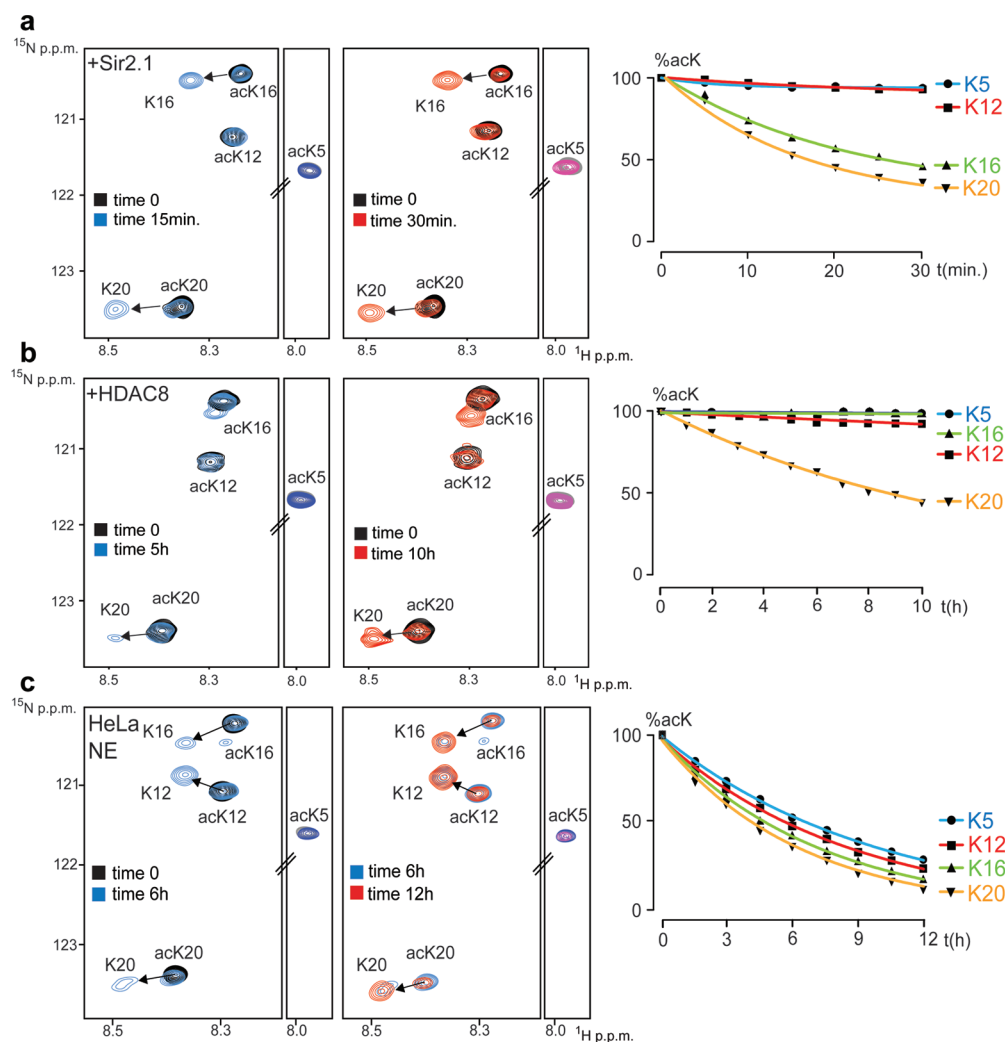 a
15N p.p.m.
+Sir2.1
K16
acK16
acK12
acK5
time 0
time 15min.
K20
acK20
121
122
123
8.5
8.3
8.0
K16
acK16
acK12
acK5
time 0
time 30min.
K20
acK20
8.5
8.3
8.0
1H p.p.m.
%acK
100
50
0
0
10
20
30
t(min.)
K5
K12
K16
K20
b
15N p.p.m.
+HDAC8
acK16
acK12
acK5
time 0
time 5h
K20
acK20
121
122
123
8.5
8.3
8.0
acK16
acK12
acK5
time 0
time 10h
K20
acK20
8.5
8.3
8.0
1H p.p.m.
%acK
100
50
0
0
2
4
6
8
10
t(h)
K5
K16
K12
K20
c
15N p.p.m.
HeLa
NE
K16
acK16
K12
acK12
acK5
time 0
time 6h
K20
acK20
121
122
123
8.5
8.3
8.0
K16
acK16
K12
acK12
acK5
time 6h
time 12h
K20
acK20
8.5
8.3
8.0
1H p.p.m.
%acK
100
50
0
0
3
6
9
12
t(h)
K5
K12
K16
K20